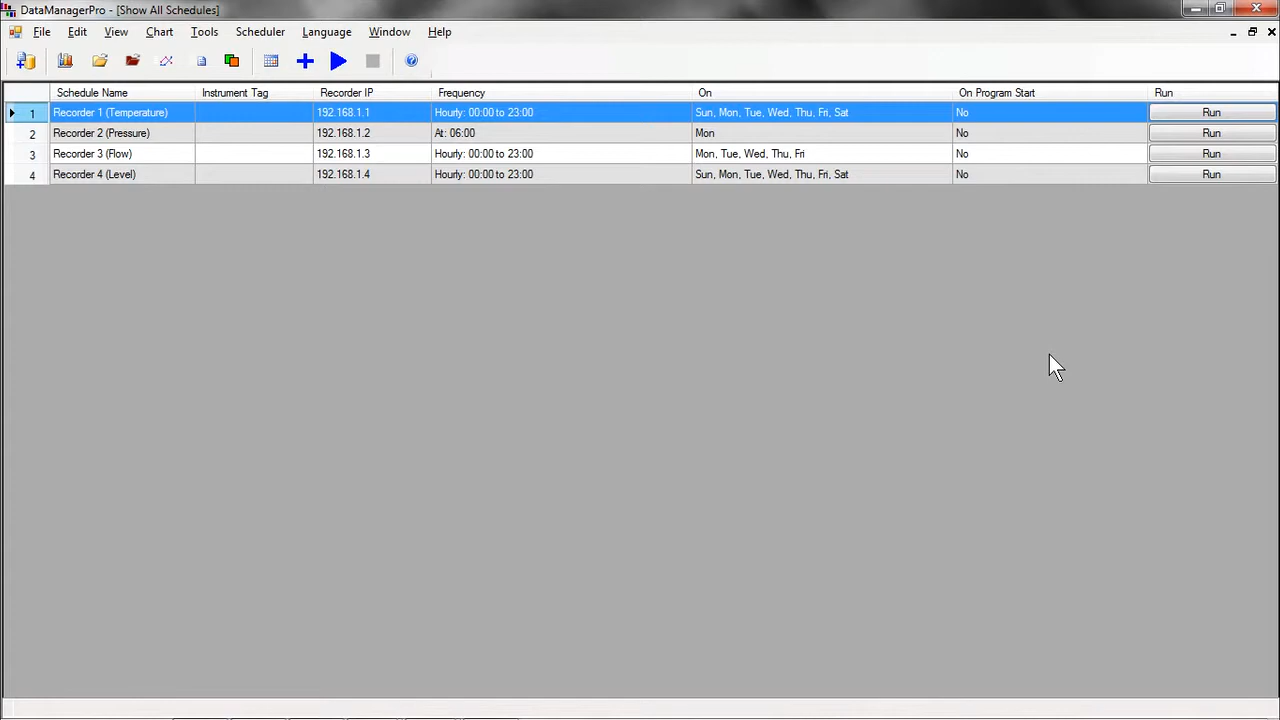 DataManagerPro - [Show All Schedules]
File Edit View Chart Tools Scheduler Language Window Help
Schedule Name Instrument Tag Recorder IP Frequency On On Program Start Run
1 Recorder 1 (Temperature) 192.168.1.1 Hourly: 00:00 to 23:00 Sun, Mon, Tue, Wed, Thu, Fri, Sat No Run
2 Recorder 2 (Pressure) 192.168.1.2 At: 06:00 Mon No Run
3 Recorder 3 (Flow) 192.168.1.3 Hourly: 00:00 to 23:00 Mon, Tue, Wed, Thu, Fri No Run
4 Recorder 4 (Level) 192.168.1.4 Hourly: 00:00 to 23:00 Sun, Mon, Tue, Wed, Thu, Fri, Sat No Run